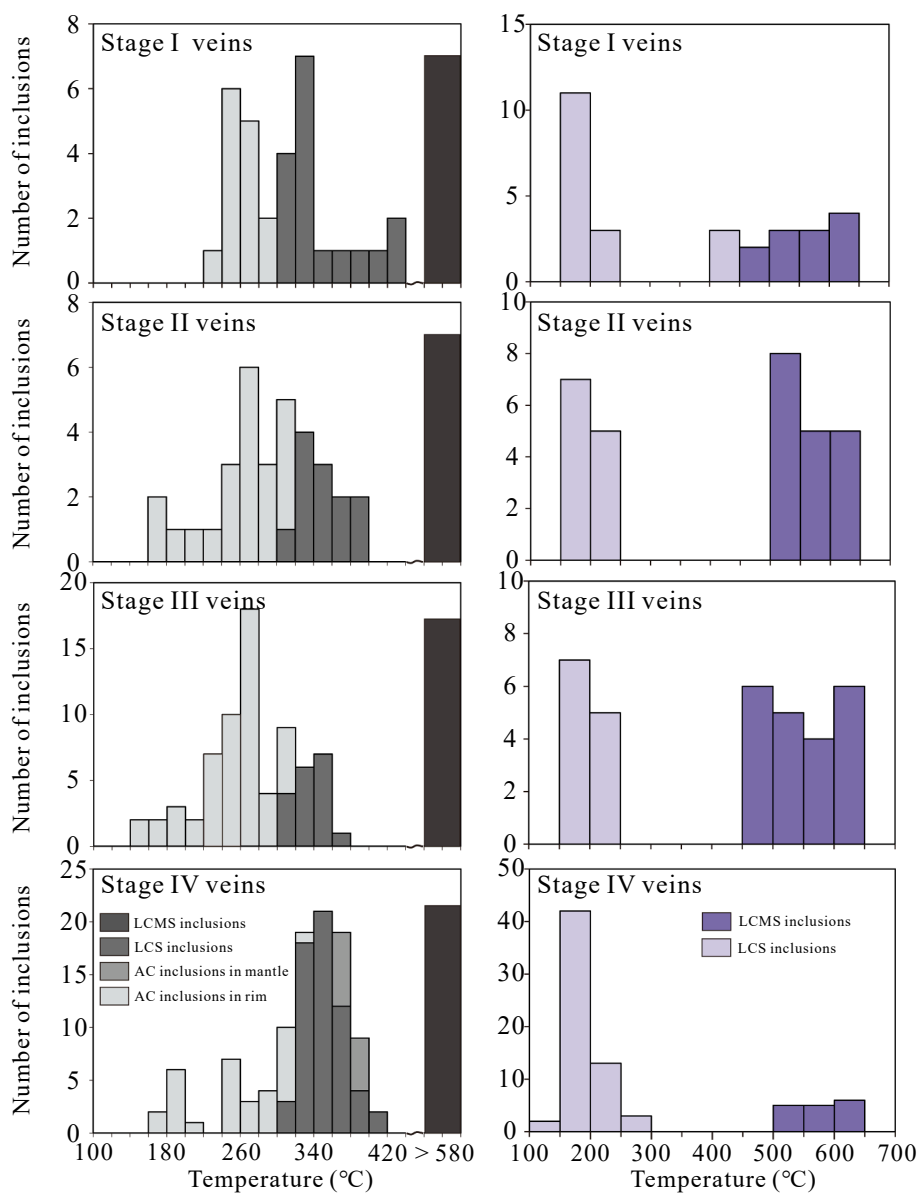 Stage I veins
Number of inclusions
8
6
4
2
0
Stage I veins
15
10
5
0
Stage II veins
Number of inclusions
8
6
4
2
0
Stage II veins
10
8
6
4
2
0
Stage III veins
Number of inclusions
20
15
10
5
0
Stage III veins
10
8
6
4
2
0
Stage IV veins
LCMS inclusions
LCS inclusions
AC inclusions in mantle
AC inclusions in rim
Number of inclusions
25
20
15
10
5
0
100 180 260 340 420 > 580
Temperature (℃)
Stage IV veins
LCMS inclusions
LCS inclusions
50
40
30
20
10
0
100 200 300 400 500 600 700
Temperature (℃)